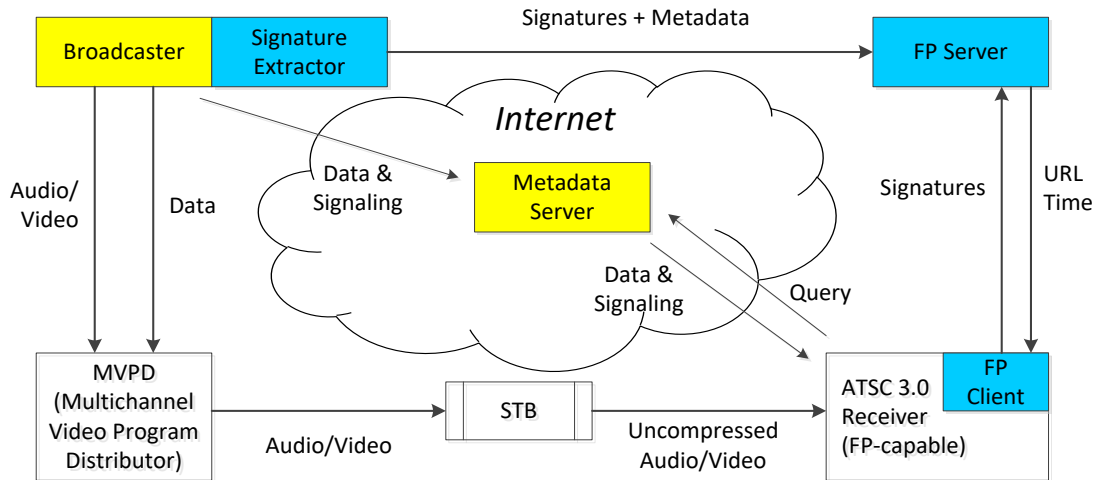 Signatures + Metadata
Broadcaster
Signature
Extractor
FP Server
Internet
Audio/
Video
Data
Data &
Signaling
Metadata
Server
Signatures
URL
Time
Data &
Signaling
Query
MVPD
(Multichannel
Video Program
Distributor)
Audio/Video
STB
Uncompressed
Audio/Video
ATSC 3.0
Receiver
(FP-capable)
FP
Client